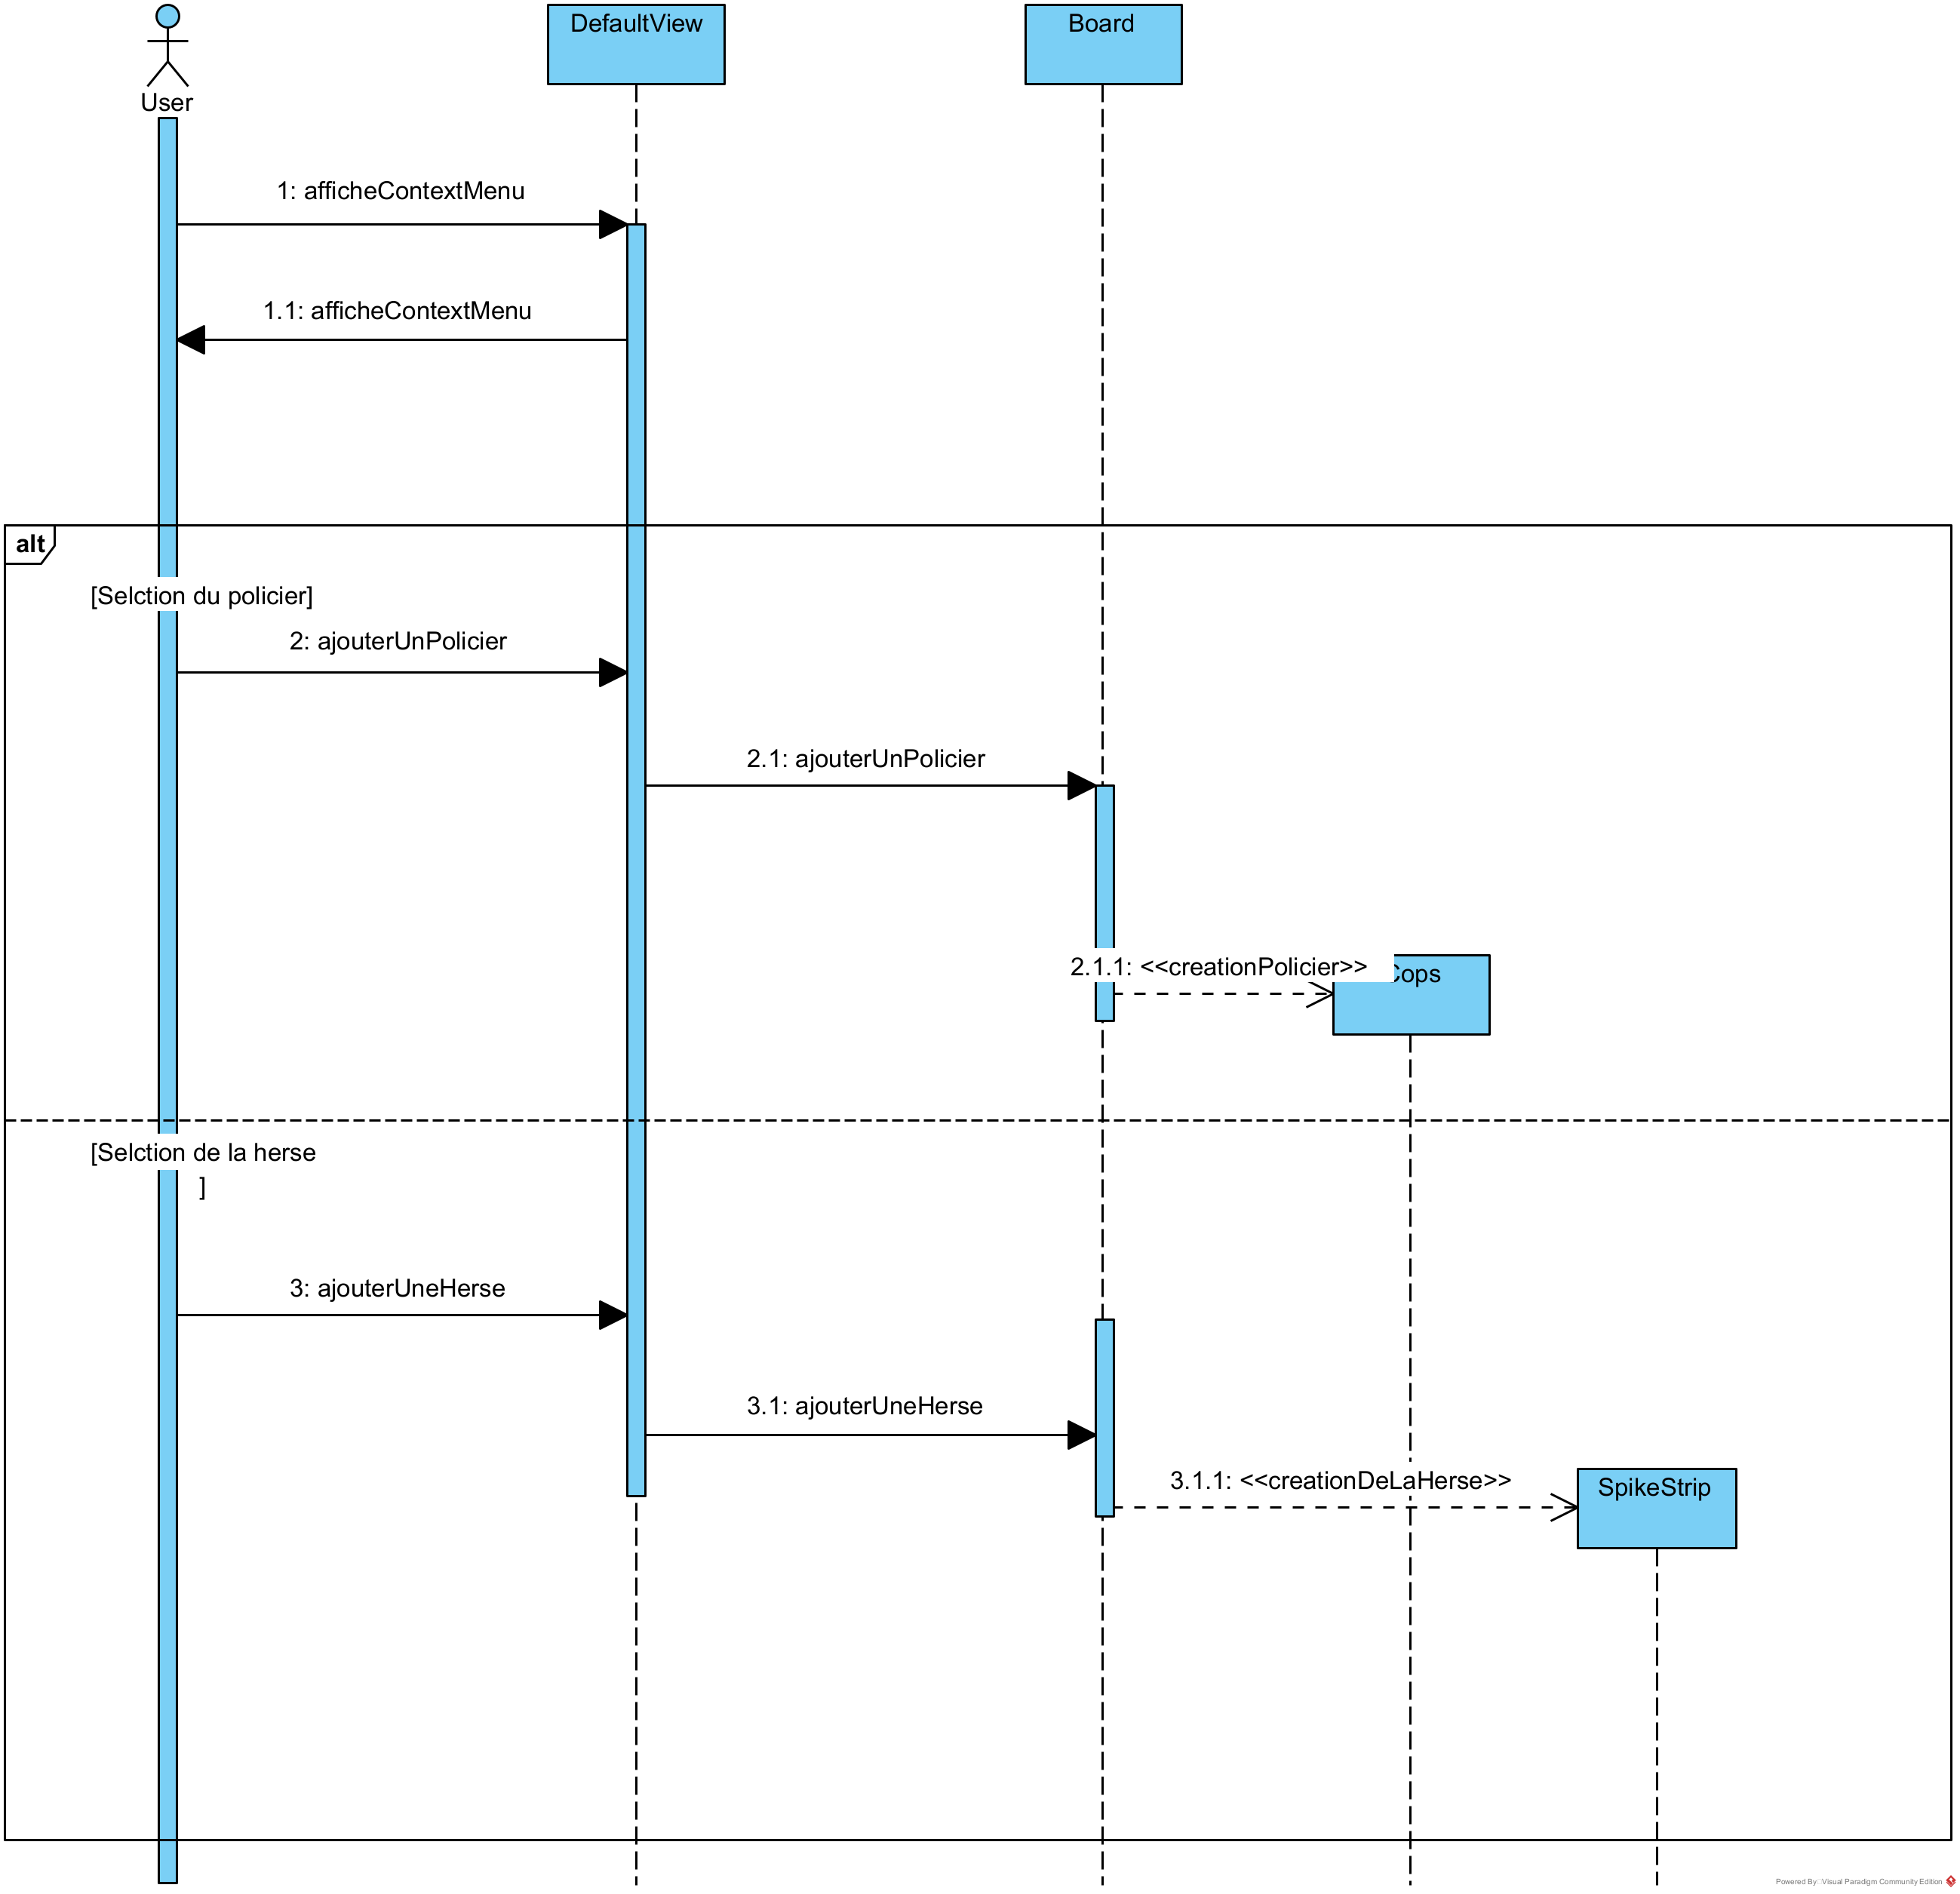 User
DefaultView
Board
1: afficheContextMenu
1.1: afficheContextMenu
alt
[Selction du policier]
2: ajouterUnPolicier
2.1: ajouterUnPolicier
2.1.1: <<creationPolicier>>
Cops
[Selction de la herse
]
3: ajouterUneHerse
3.1: ajouterUneHerse
3.1.1: <<creationDeLaHerse>>
SpikeStrip
Powered By: Visual Paradigm Community Edition